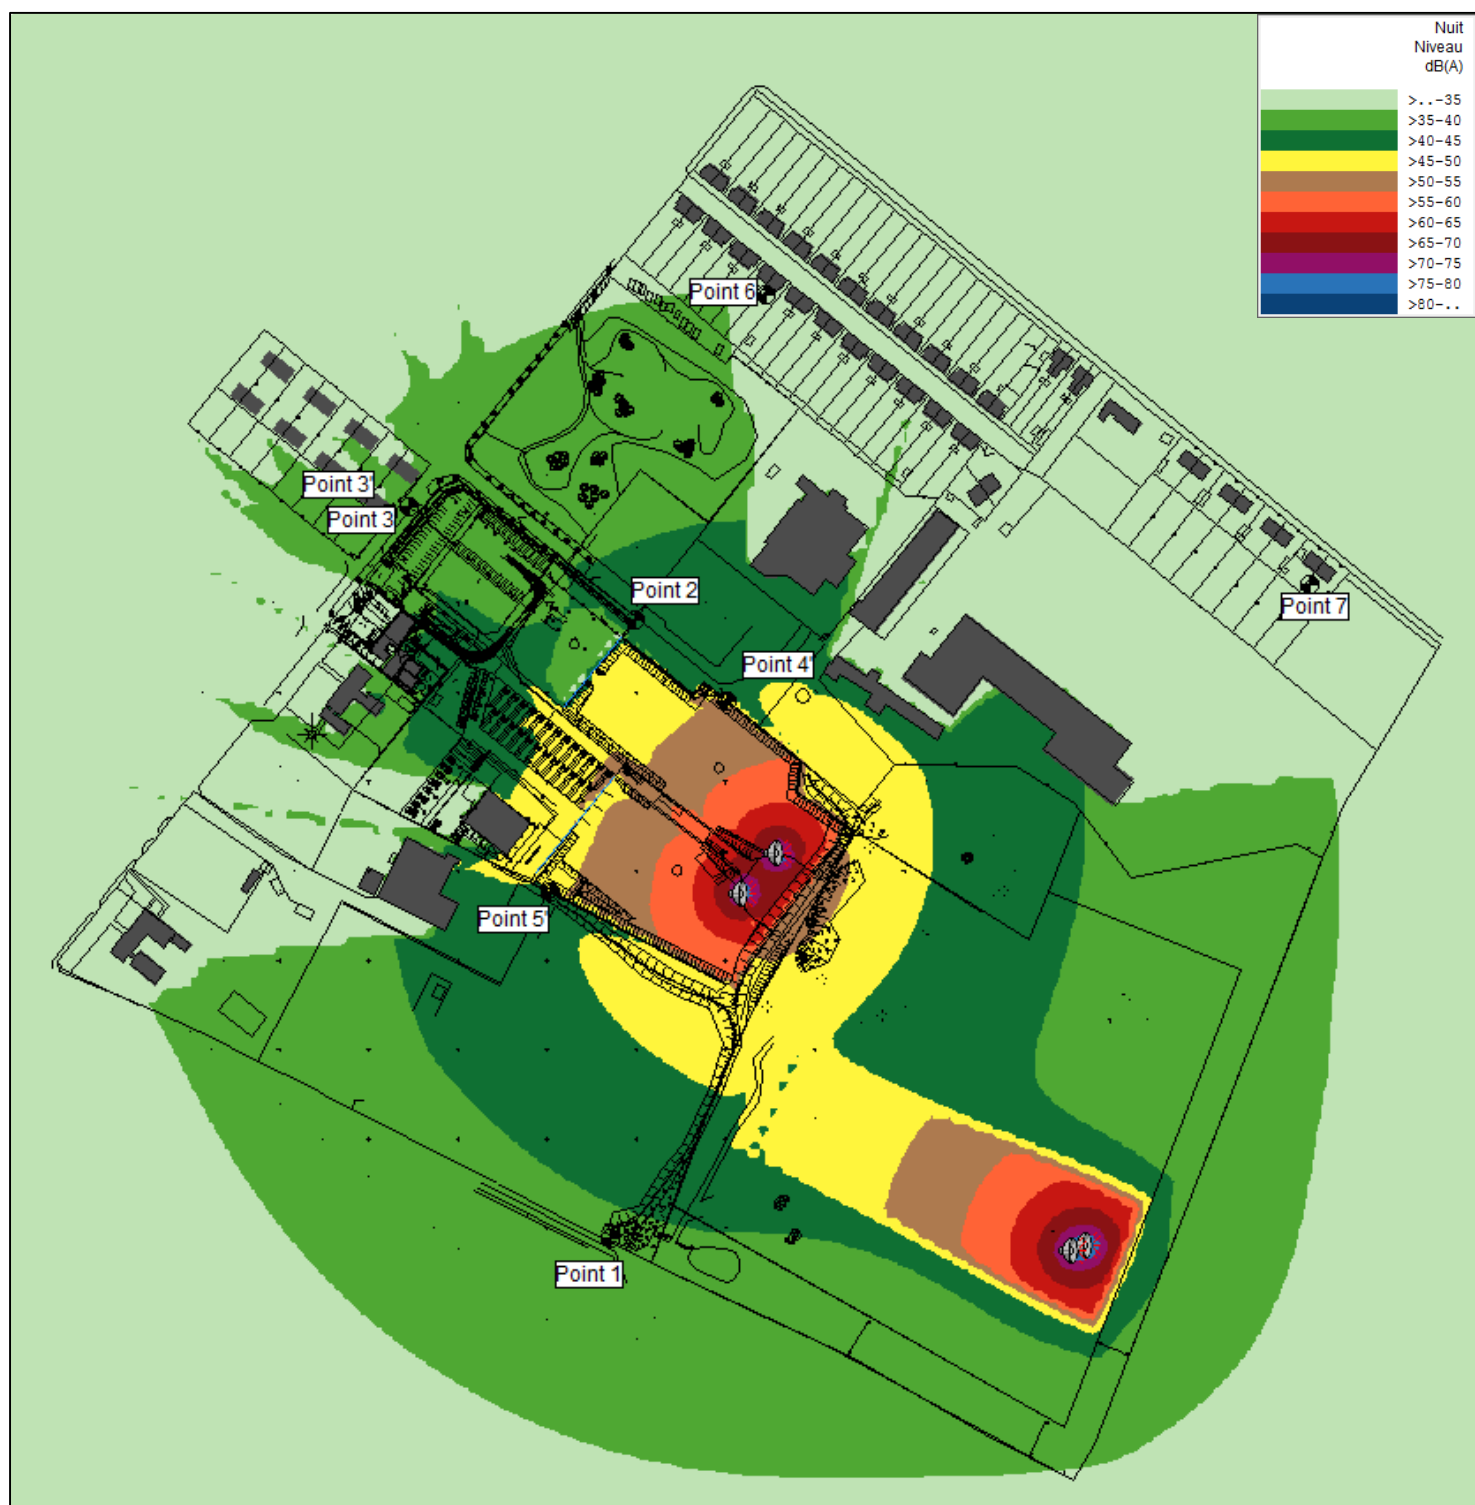 Nuit
Niveau
dB(A)
>..-35
>35-40
>40-45
>45-50
>50-55
>55-60
>60-65
>65-70
>70-75
>75-80
>80-..
Point 6
Point 3'
Point 3
Point 2
Point 7
Point 4'
Point 5'
Point 1